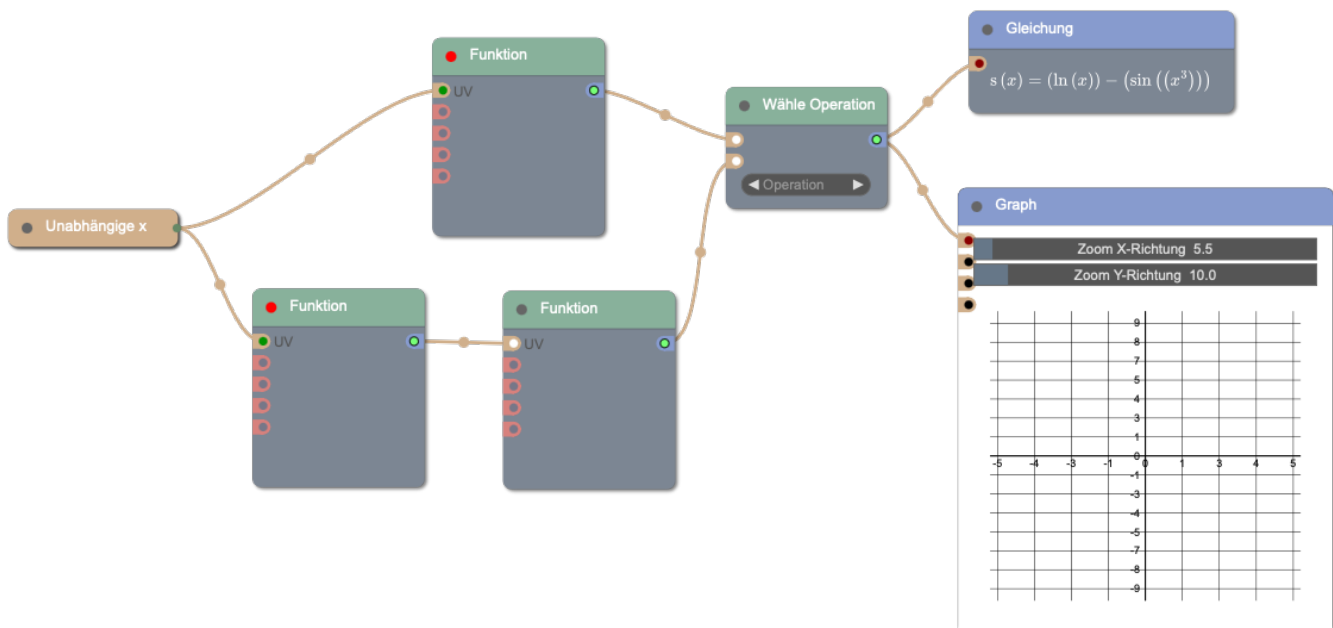 Funktion
UV
Unabhängige x
Funktion
UV
Funktion
UV
Wähle Operation
Operation
Gleichung
s (x) = (ln (x)) − (sin ((x³)))
Graph
Zoom X-Richtung 5.5
Zoom Y-Richtung 10.0
9
8
7
5
4
3
1
0
-5 -4 -3 -1 0 1 3 4 5
-1
-3
-4
-5
-7
-8
-9